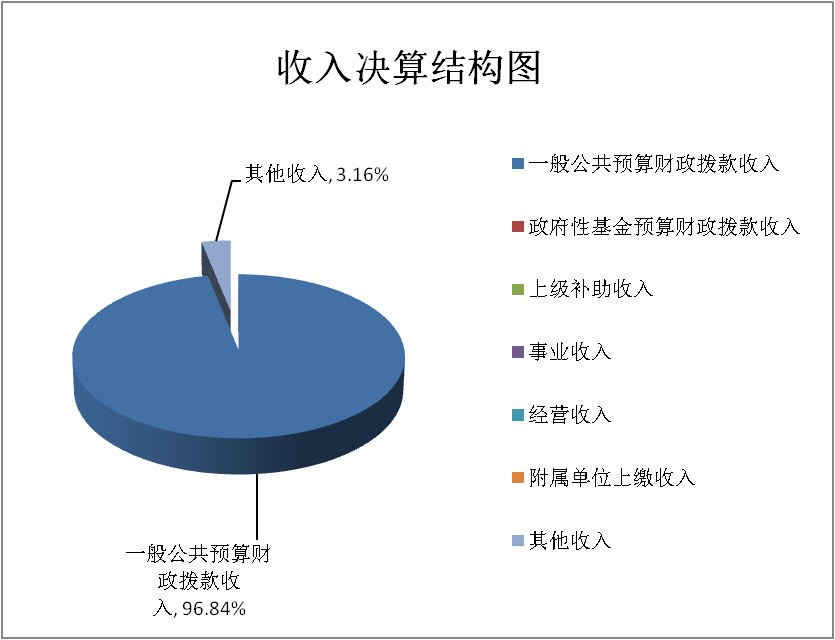 收入决算结构图
其他收入, 3.16%
一般公共预算财政拨款收入
政府性基金预算财政拨款收入
上级补助收入
事业收入
经营收入
附属单位上缴收入
其他收入
一般公共预算财
政拨款收
入, 96.84%